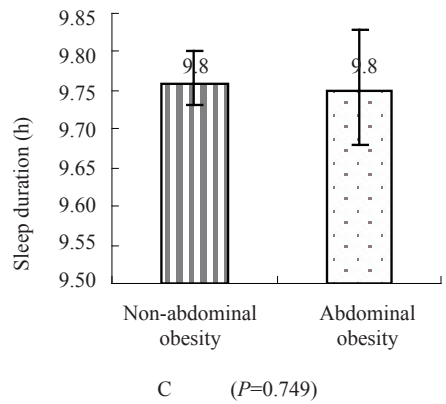 9.85
9.80
9.75
9.70
9.65
9.60
9.55
9.50
Sleep duration (h)
9.8
9.8
Non-abdominal
obesity
Abdominal
obesity
C (P=0.749)